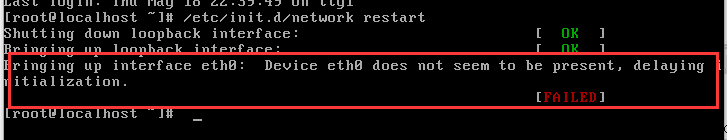 Last login: Thu May 18 22:39:49 on tty1
[root@localhost ~]# /etc/init.d/network restart
Shutting down loopback interface: [ OK ]
Bringing up loopback interface: [ OK ]
Bringing up interface eth0: Device eth0 does not seem to be present, delaying i
nitialization.
[FAILED]
[root@localhost ~]# _